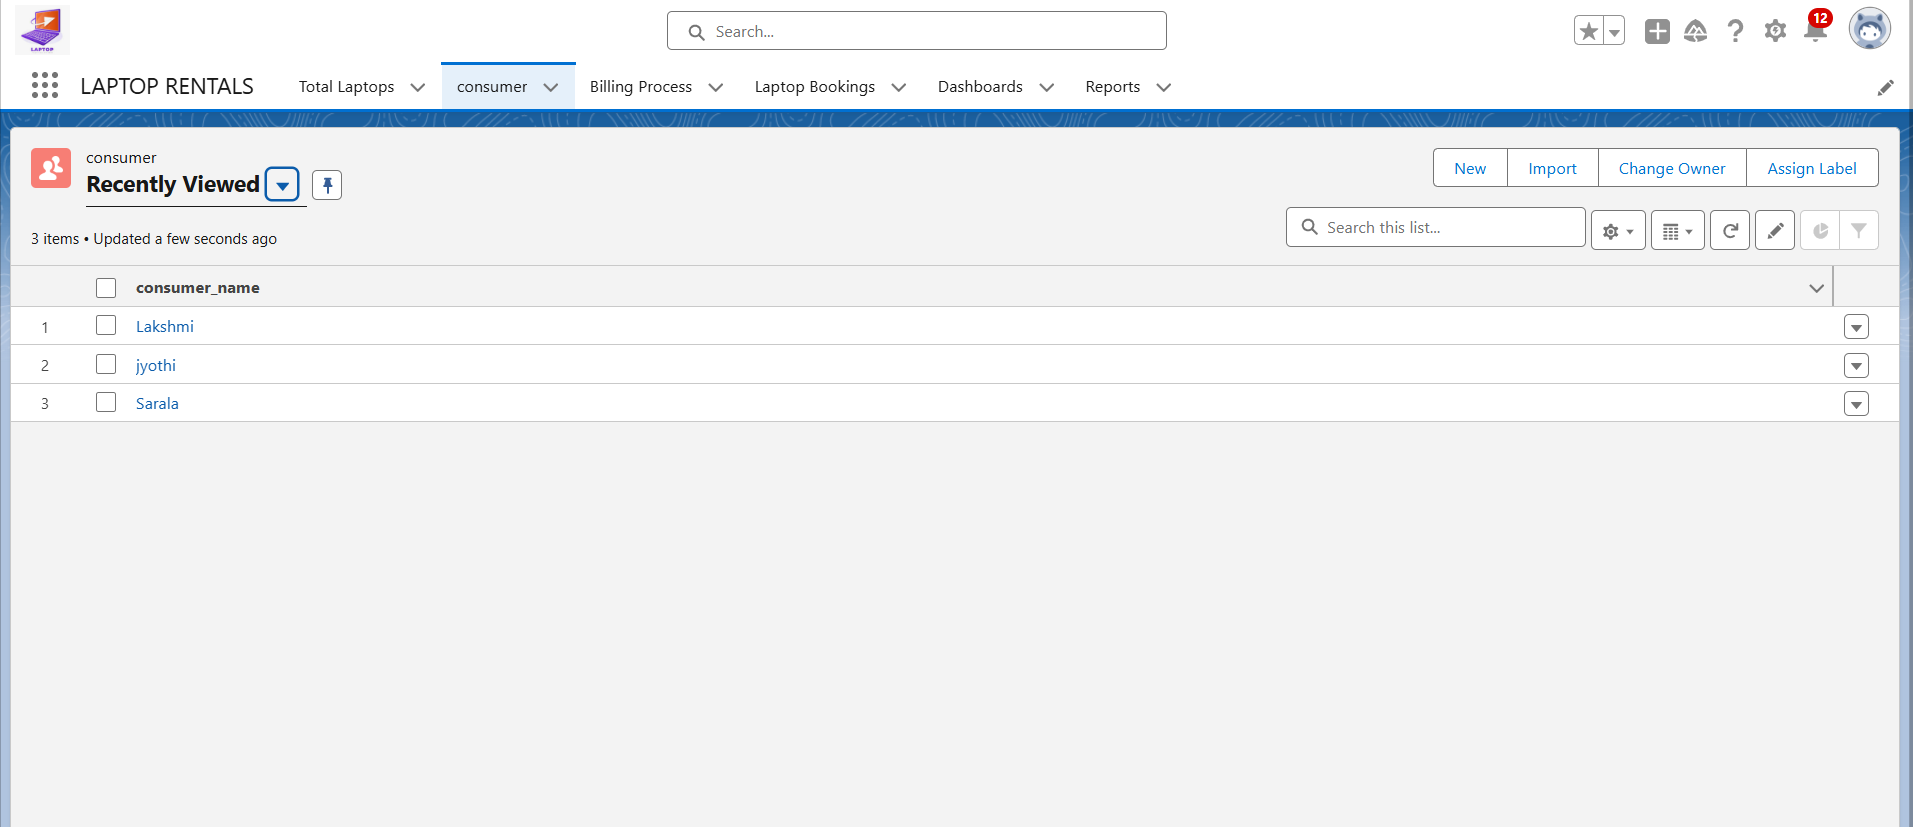 LAPTOP
Search...
12
LAPTOP RENTALS
Total Laptops
consumer
Billing Process
Laptop Bookings
Dashboards
Reports
consumer
Recently Viewed
New
Import
Change Owner
Assign Label
3 items • Updated a few seconds ago
Search this list...
consumer_name
1 Lakshmi
2 jyothi
3 Sarala